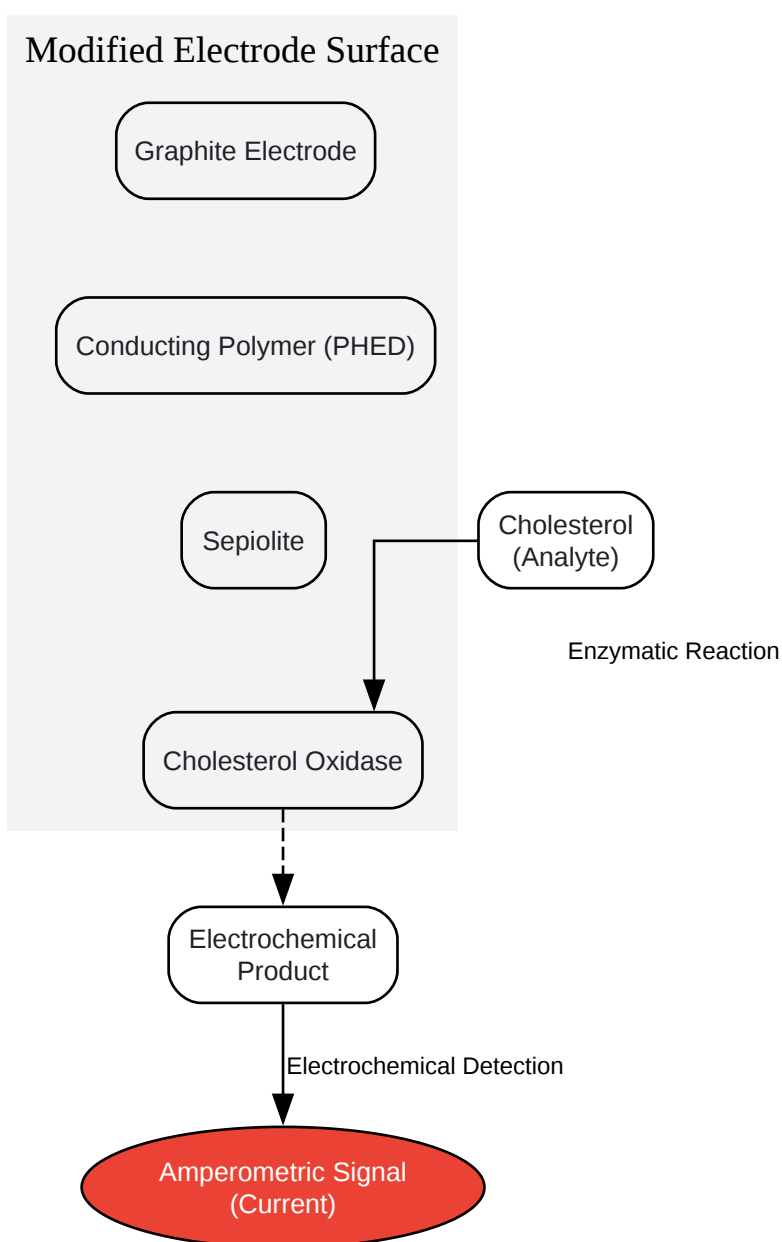 Modified Electrode Surface
Graphite Electrode
Conducting Polymer (PHED)
Sepiolite
Cholesterol
(Analyte)
Enzymatic Reaction
Cholesterol Oxidase
Electrochemical
Product
Electrochemical Detection
Amperometric Signal
(Current)